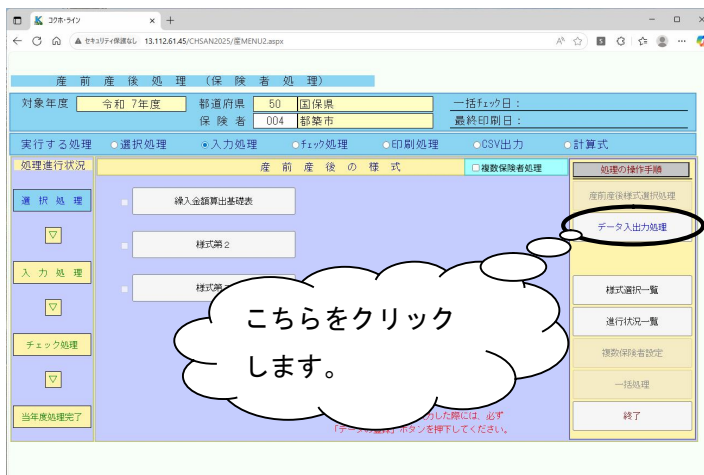 コクホ・ライン
セキュリティ保護なし 13.112.61.45/CHSAN2025/産MENU2.aspx
産前産後処理（保険者処理）
対象年度 令和 7年度 都道府県 50 国保県 一括ﾁｪｯｸ日：
保険者 004 都築市 最終印刷日：
実行する処理 選択処理 入力処理 ﾁｪｯｸ処理 印刷処理 CSV出力 計算式
処理進行状況 産前産後の様式 複数保険者処理 処理の操作手順
選択処理 繰入金額算出基礎表 産前産後様式選択処理
▽ 様式第２ データ入出力処理
入力処理 様式第 様式選択一覧
▽ こちらをクリック 進行状況一覧
チェック処理 します。 複数保険者設定
▽ 一括処理
当年度処理完了 力した際には、必ず 終了
ボタンを押下してください。